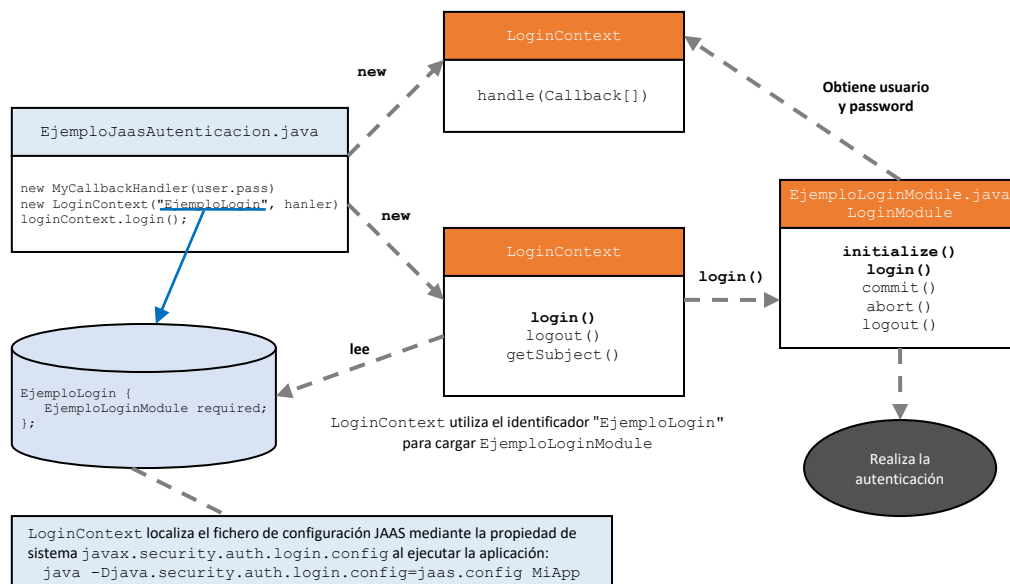 LoginContext
handle(Callback[])
new
Obtiene usuario
y password
EjemploJaasAutenticacion.java
new MyCallbackHandler(user.pass)
new LoginContext("EjemploLogin", hanler)
loginContext.login();
new
LoginContext
login()
logout()
getSubject()
login()
EjemploLoginModule.java
LoginModule
initialize()
login()
commit()
abort()
logout()
lee
EjemploLogin {
EjemploLoginModule required;
};
LoginContext utiliza el identificador "EjemploLogin"
para cargar EjemploLoginModule
Realiza la
autenticación
LoginContext localiza el fichero de configuración JAAS mediante la propiedad de
sistema javax.security.auth.login.config al ejecutar la aplicación:
java -Djava.security.auth.login.config=jaas.config MiApp